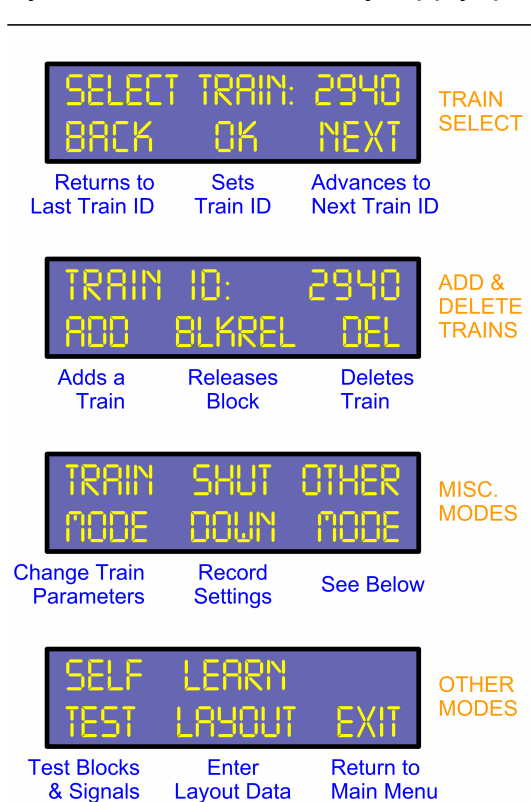 SELECT TRAIN: 2940
BACK OK NEXT
TRAIN
SELECT
Returns to
Last Train ID
Sets
Train ID
Advances to
Next Train ID
TRAIN ID: 2940
ADD BLKREL DEL
ADD &
DELETE
TRAINS
Adds a
Train
Releases
Block
Deletes
Train
TRAIN SHUT OTHER
MODE DOWN MODE
MISC.
MODES
Change Train
Parameters
Record
Settings
See Below
SELF LEARN
TEST LAYOUT EXIT
OTHER
MODES
Test Blocks
& Signals
Enter
Layout Data
Return to
Main Menu